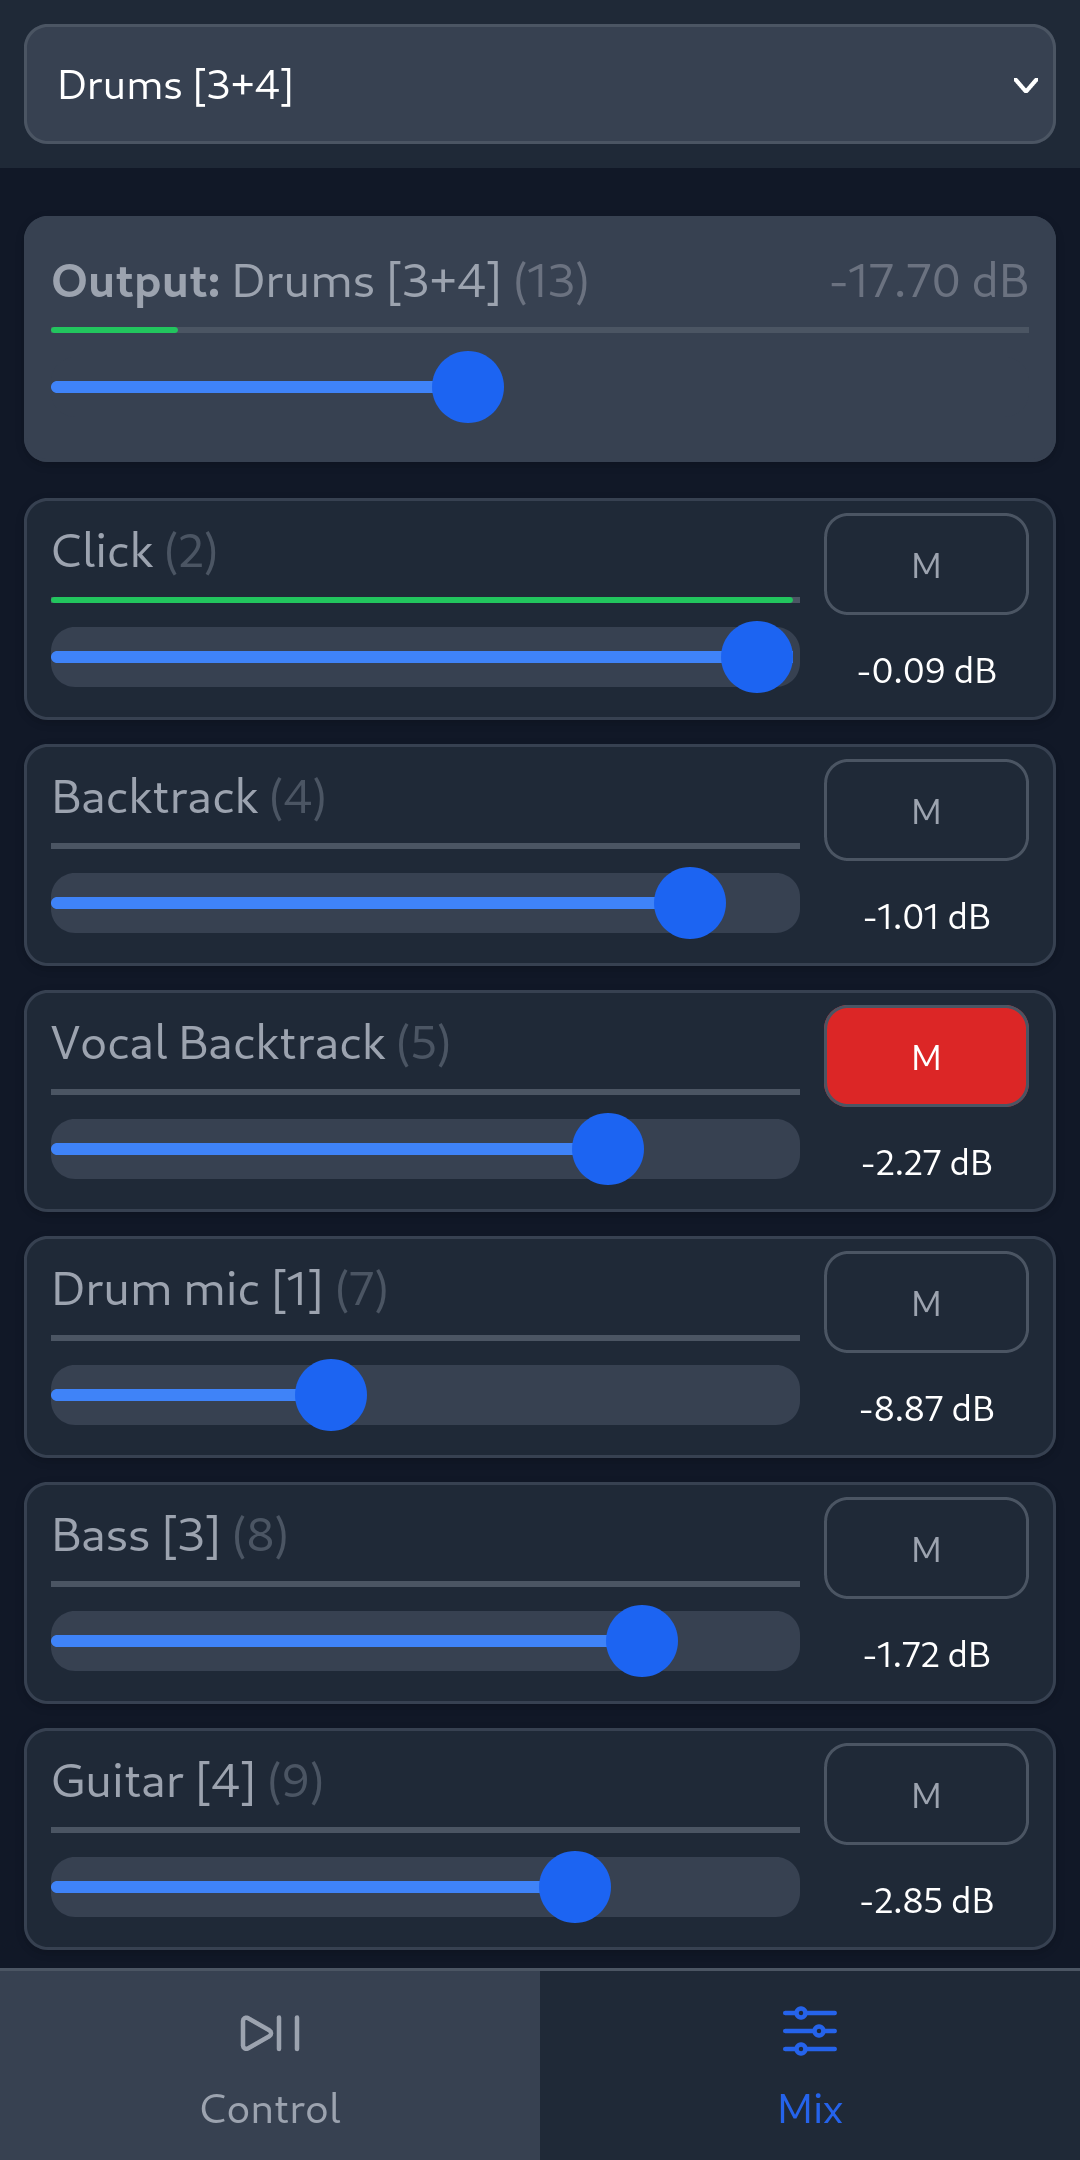 Drums [3+4]
Output: Drums [3+4] (13) -17.70 dB
Click (2) M
-0.09 dB
Backtrack (4) M
-1.01 dB
Vocal Backtrack (5) M
-2.27 dB
Drum mic [1] (7) M
-8.87 dB
Bass [3] (8) M
-1.72 dB
Guitar [4] (9) M
-2.85 dB
Control Mix